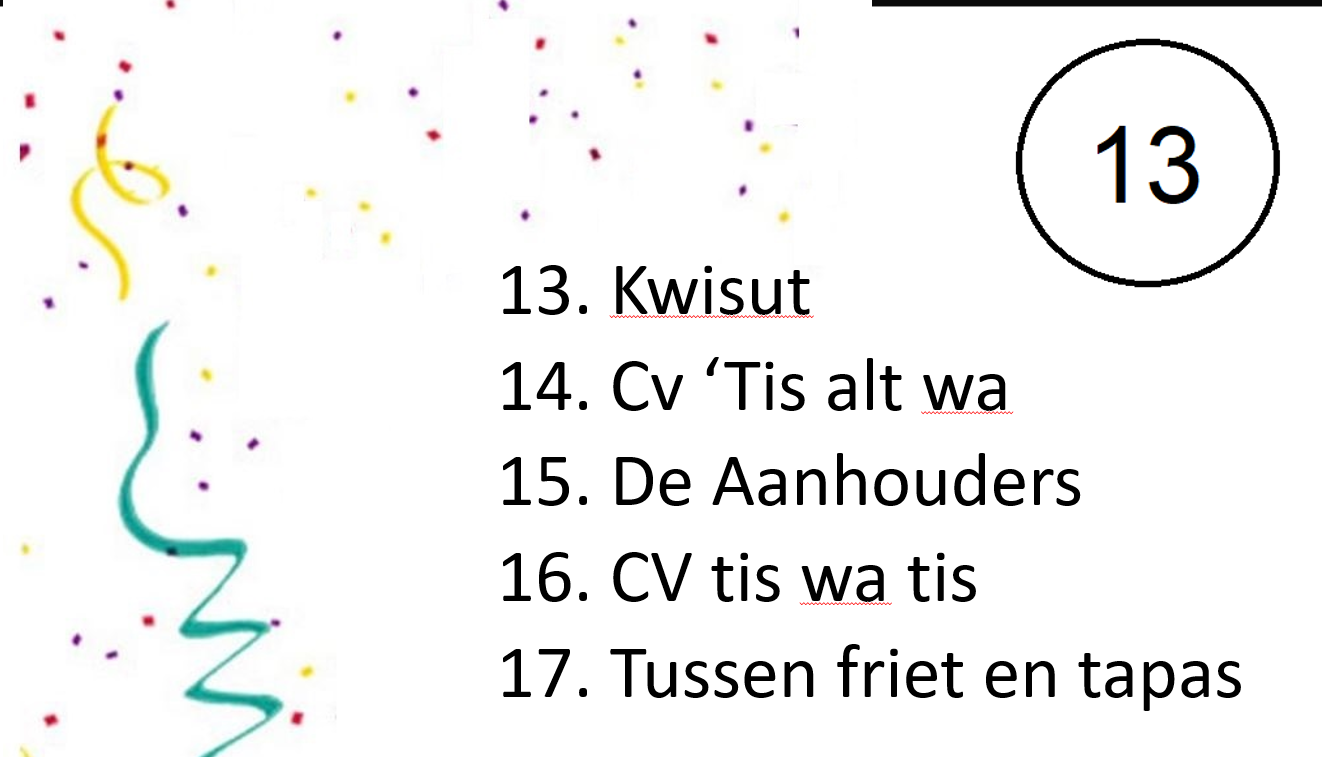 13
13. Kwisut
14. Cv ‘Tis alt wa
15. De Aanhouders
16. CV tis wa tis
17. Tussen friet en tapas